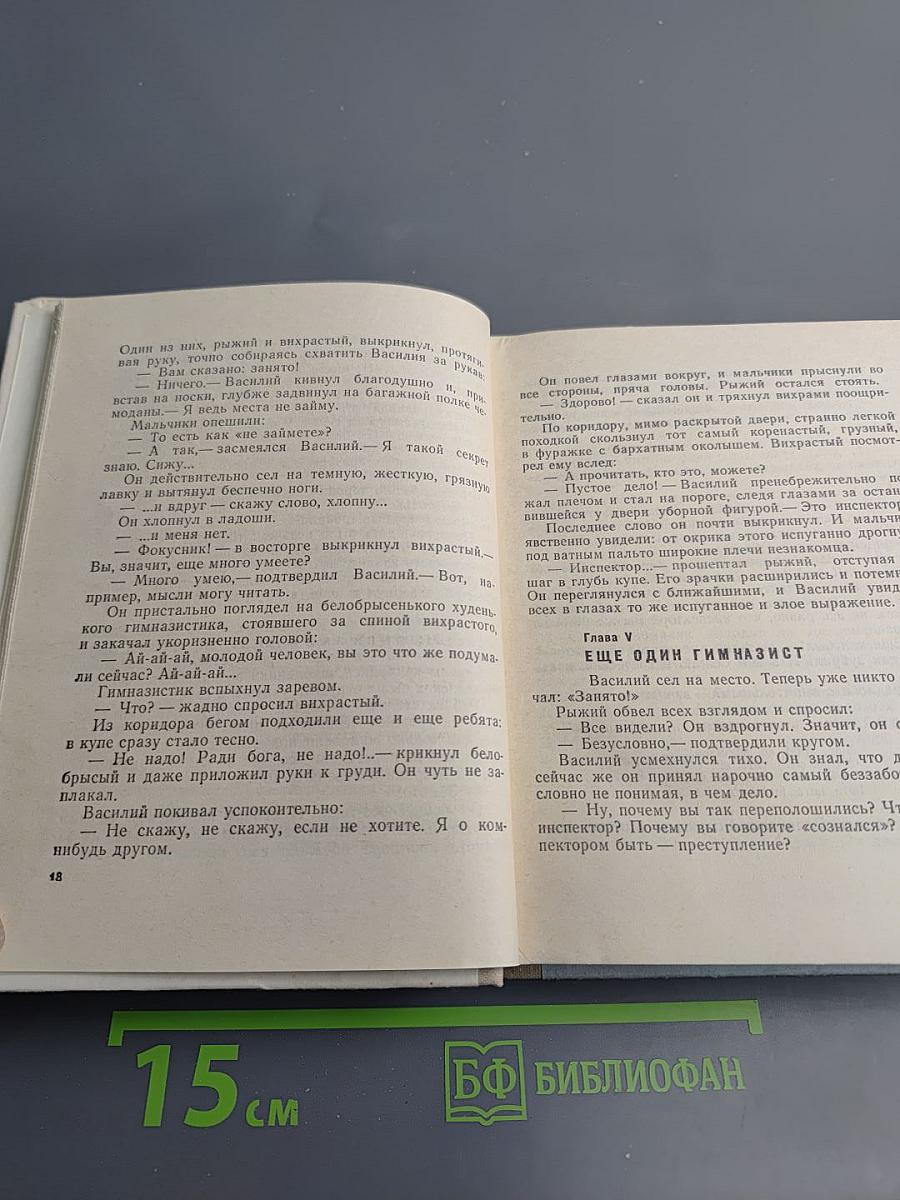 Один из них, рыжий и вихрастый, выкрикнул, протяги-
вая руку, точно собираясь схватить Василия за рукав:
— Вам сказано: занято!
— Ничего.— Василий кивнул благодушно и, при-
встав на носки, глубже задвинул на багажной полке че-
моданы.— Я ведь места не займу.
Мальчики опешили:
— То есть как «не займете»?
— А так,— засмеялся Василий.— Я такой секрет
знаю. Сижу...
Он действительно сел на темную, жесткую, грязную
лавку и вытянул беспечно ноги.
— ...и вдруг — скажу слово, хлопну...
Он хлопнул в ладоши.
— ...и меня нет.
— Фокусник! — в восторге выкрикнул вихрастый.—
Вы, значит, еще много умеете?
— Много умею,— подтвердил Василий.— Вот, на-
пример, мысли могу читать.
Он пристально поглядел на белобрысенького худень-
кого гимназистика, стоявшего за спиной вихрастого,
и закачал укоризненно головой:
— Ай-ай-ай, молодой человек, вы это что же подума-
ли сейчас? Ай-ай-ай...
Гимназистик вспыхнул заревом.
— Что? — жадно спросил вихрастый.
Из коридора бегом подходили еще и еще ребята:
в купе сразу стало тесно.
— Не надо! Ради бога, не надо!..— крикнул бело-
брысый и даже приложил руки к груди. Он чуть не за-
плакал.
Василий покивал успокоительно:
— Не скажу, не скажу, если не хотите. Я о ком-
нибудь другом.
18
Он повел глазами вокруг, и мальчики прыснули во
все стороны, пряча головы. Рыжий остался стоять.
— Здорово! — сказал он и тряхнул вихрами поощри-
тельно.
По коридору, мимо раскрытой двери, странно легкой
походкой скользнул тот самый коренастый, грузный,
в фуражке с бархатным околышем. Вихрастый посмот-
рел ему вслед:
— А прочитать, кто это, можете?
— Пустое дело! — Василий пренебрежительно по
жал плечом и стал на пороге, следя глазами за остан
вившейся у двери уборной фигурой.— Это инспектор
Последнее слово он почти выкрикнул. И мальчи
явственно увидели: от окрика этого испуганно дрогну
под ватным пальто широкие плечи незнакомца.
— Инспектор...— прошептал рыжий, отступая
шаг в глубь купе. Его зрачки расширились и потемн
Он переглянулся с ближайшими, и Василий увид
всех в глазах то же испуганное и злое выражение.
Глава V
ЕЩЕ ОДИН ГИМНАЗИСТ
Василий сел на место. Теперь уже никто
чал: «Занято!»
Рыжий обвел всех взглядом и спросил:
— Все видели? Он вздрогнул. Значит, он с
— Безусловно,— подтвердили кругом.
Василий усмехнулся тихо. Он знал, что д
сейчас же он принял нарочно самый беззабо
словно не понимая, в чем дело.
— Ну, почему вы так переполошились? Чт
инспектор? Почему вы говорите «сознался»?
пектором быть — преступление?
15 см
БФ БИБЛИОФАН